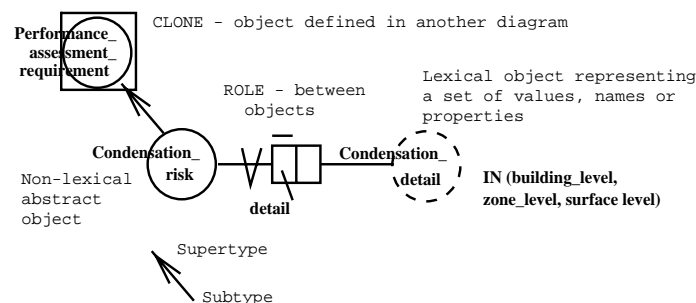 CLONE - object defined in another diagram
Performance_
assessment_
requirement
ROLE - between
objects
Lexical object representing
a set of values, names or
properties
Condensation_
risk
Condensation_
detail
Non-lexical
abstract
object
detail
IN (building_level,
zone_level, surface level)
Supertype
Subtype